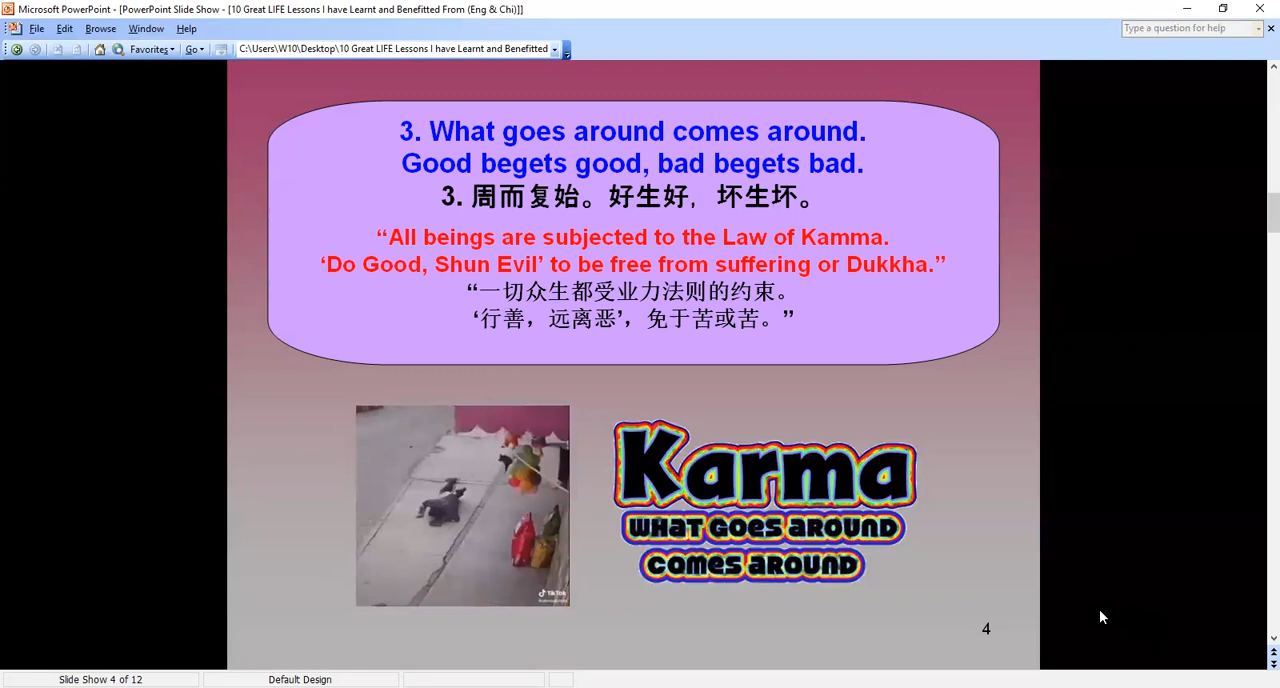 Microsoft PowerPoint - [PowerPoint Slide Show - [10 Great LIFE Lessons I have Learnt and Benefitted From (Eng & Chi)]]
File Edit Browse Window Help
Type a question for help
Favorites Go C:\Users\W10\Desktop\10 Great LIFE Lessons I have Learnt and Benefitted
3. What goes around comes around.
Good begets good, bad begets bad.
3. 周而复始。好生好，坏生坏。
“All beings are subjected to the Law of Kamma.
‘Do Good, Shun Evil’ to be free from suffering or Dukkha.”
“一切众生都受业力法则的约束。
‘行善，远离恶’，免于苦或苦。”
Karma
WHAT GOES AROUND
COMES AROUND
TikTok
4
Slide Show 4 of 12
Default Design